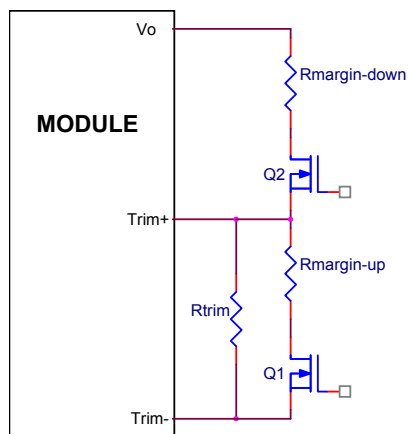 Vo
Rmargin-down
MODULE
Q2
Trim+
Rmargin-up
Rtrim
Q1
Trim-